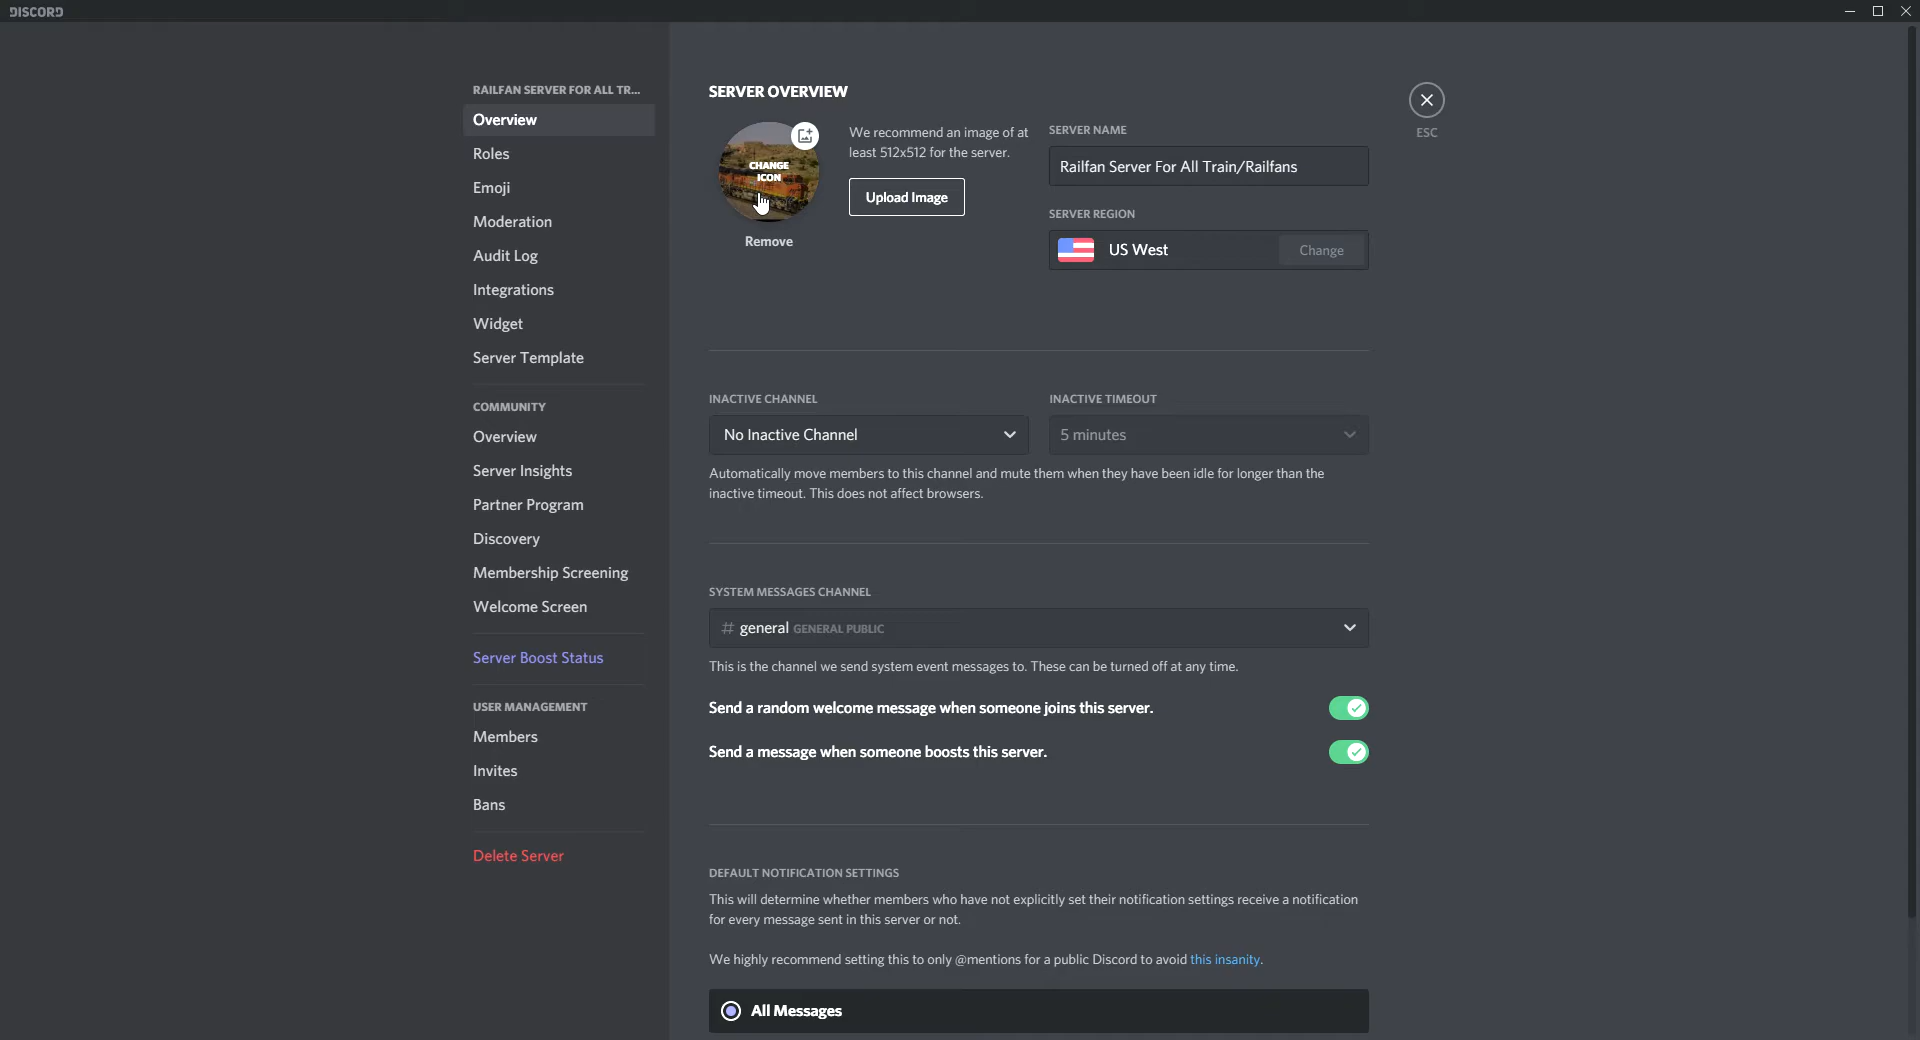 DISCORD
RAILFAN SERVER FOR ALL TR...
Overview
Roles
Emoji
Moderation
Audit Log
Integrations
Widget
Server Template
COMMUNITY
Overview
Server Insights
Partner Program
Discovery
Membership Screening
Welcome Screen
Server Boost Status
USER MANAGEMENT
Members
Invites
Bans
Delete Server
SERVER OVERVIEW
CHANGE
ICON
Remove
We recommend an image of at
least 512x512 for the server.
Upload Image
SERVER NAME
Railfan Server For All Train/Railfans
SERVER REGION
US West
Change
ESC
INACTIVE CHANNEL
No Inactive Channel
INACTIVE TIMEOUT
5 minutes
Automatically move members to this channel and mute them when they have been idle for longer than the
inactive timeout. This does not affect browsers.
SYSTEM MESSAGES CHANNEL
# general GENERAL PUBLIC
This is the channel we send system event messages to. These can be turned off at any time.
Send a random welcome message when someone joins this server.
Send a message when someone boosts this server.
DEFAULT NOTIFICATION SETTINGS
This will determine whether members who have not explicitly set their notification settings receive a notification
for every message sent in this server or not.
We highly recommend setting this to only @mentions for a public Discord to avoid this insanity.
All Messages